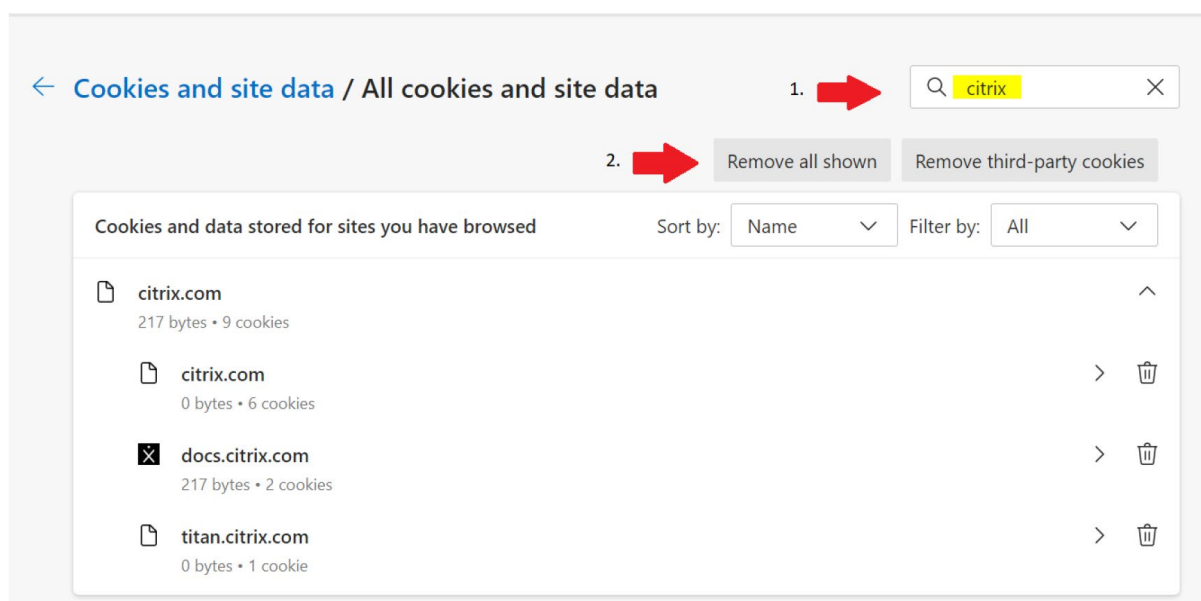 Cookies and site data / All cookies and site data
1.
citrix
2.
Remove all shown
Remove third-party cookies
Cookies and data stored for sites you have browsed
Sort by:
Name
Filter by:
All
citrix.com
217 bytes • 9 cookies
citrix.com
0 bytes • 6 cookies
docs.citrix.com
217 bytes • 2 cookies
titan.citrix.com
0 bytes • 1 cookie